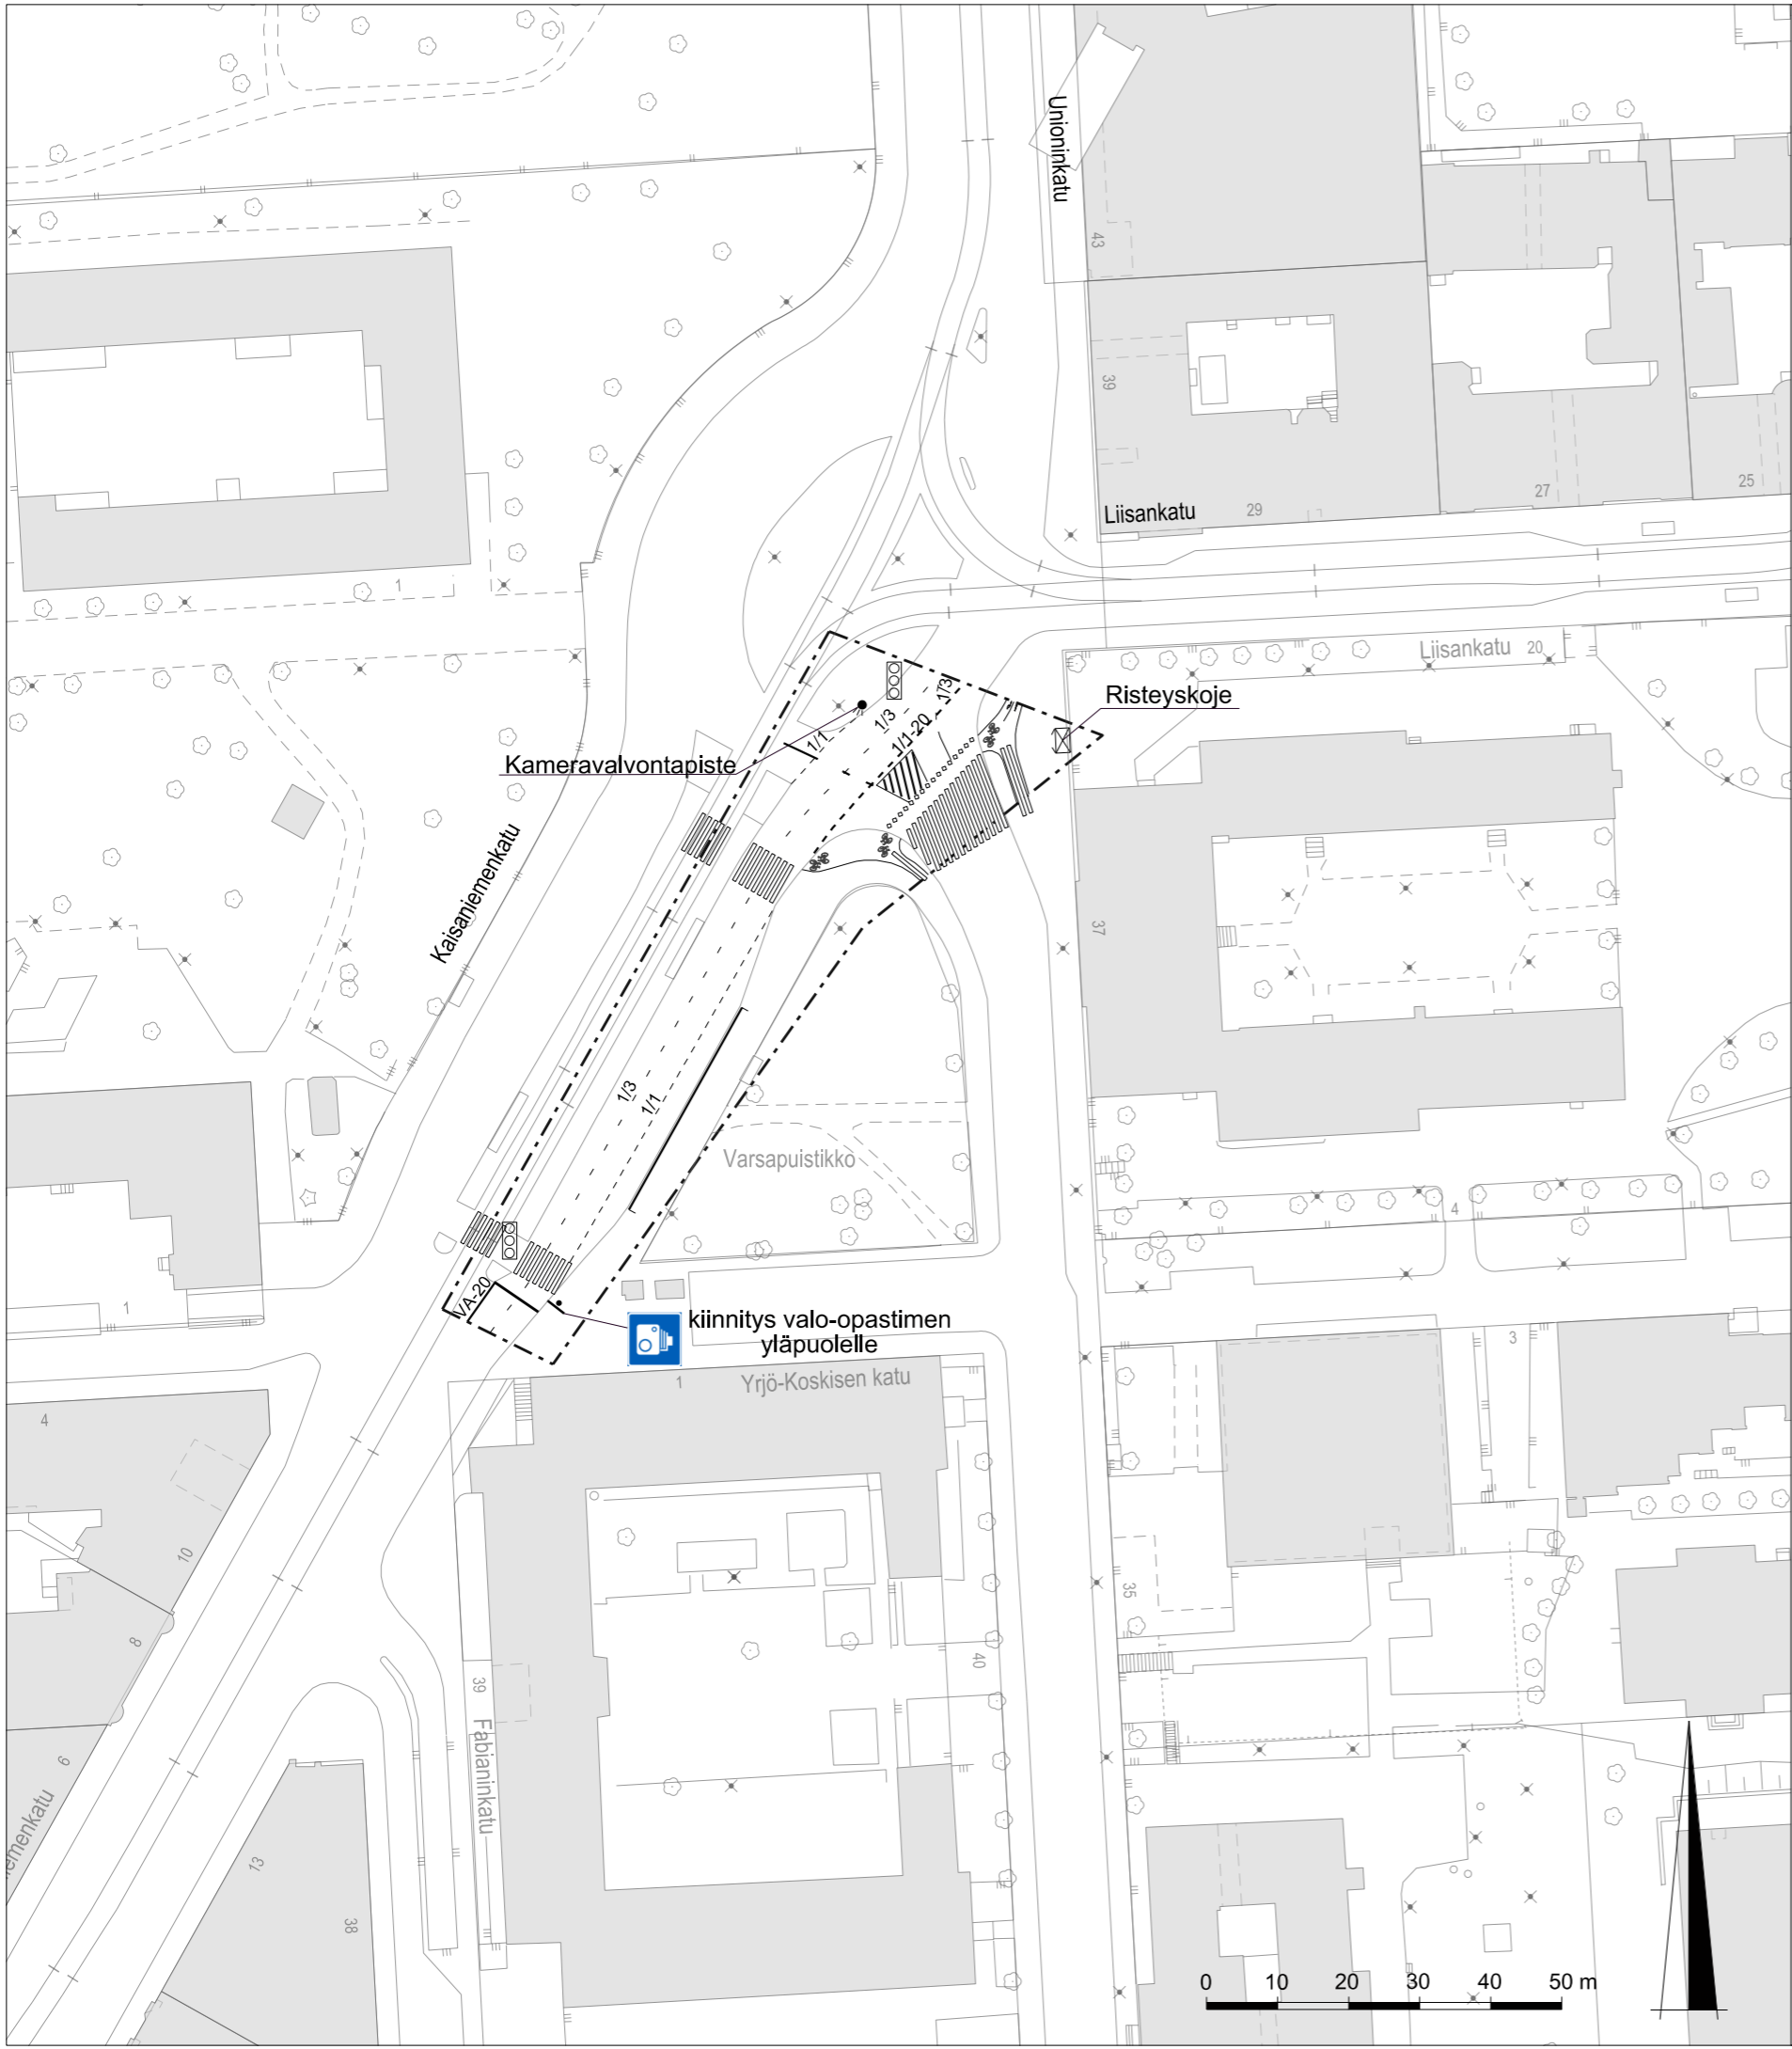 Unioninkatu
43
39
Liisankatu
29
27
25
1
Liisankatu 20
Risteyskoje
1/3
1/3
1/1-20
1/1
Kameravalvontapiste
Kaisaniemenkatu
37
1/3
1/1
Varsapuistikko
4
VA-20
1
kiinnitys valo-opastimen
yläpuolelle
3
1
Yrjö-Koskisen katu
4
10
8
35
40
39
Fabianinkatu
6
emenkatu
13
38
0 10 20 30 40 50 m